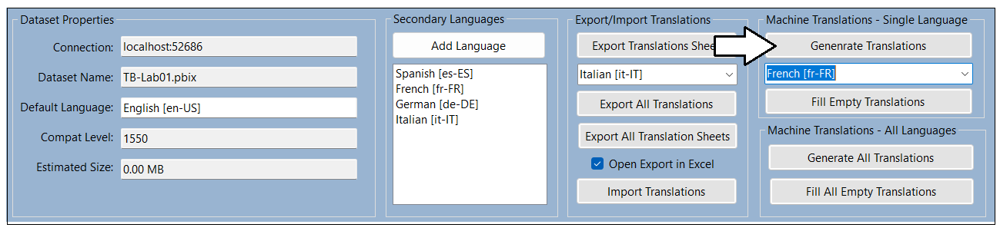 Dataset Properties
Connection: localhost:52686
Dataset Name: TB-Lab01.pbix
Default Language: English [en-US]
Compat Level: 1550
Estimated Size: 0.00 MB
Secondary Languages
Add Language
Spanish [es-ES]
French [fr-FR]
German [de-DE]
Italian [it-IT]
Export/Import Translations
Export Translations Shee
Italian [it-IT]
Export All Translations
Export All Translation Sheets
Open Export in Excel
Import Translations
Machine Translations - Single Language
Genenrate Translations
French [fr-FR]
Fill Empty Translations
Machine Translations - All Languages
Generate All Translations
Fill All Empty Translations